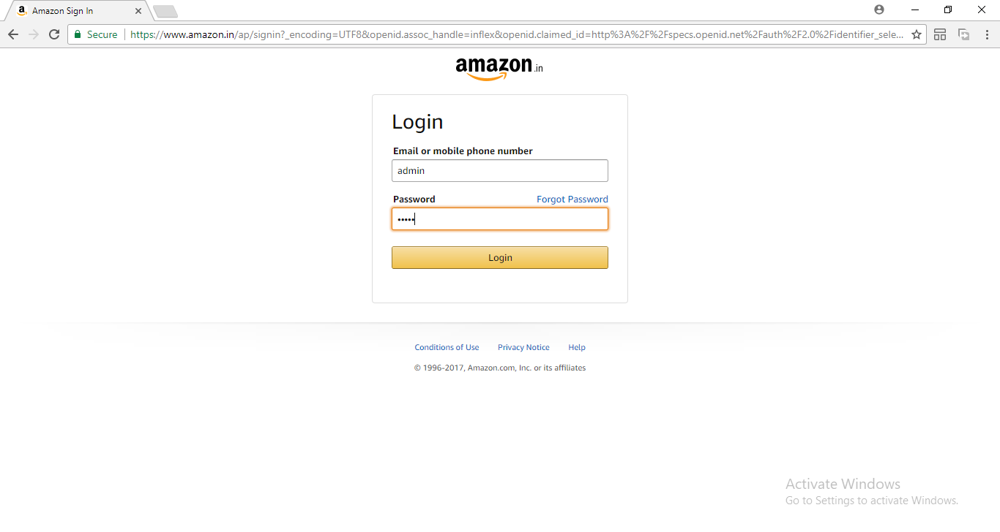 Amazon Sign In
Secure https://www.amazon.in/ap/signin?_encoding=UTF8&openid.assoc_handle=inflex&openid.claimed_id=http%3A%2F%2Fspecs.openid.net%2Fauth%2F2.0%2Fidentifier_sele...
amazon.in
Login
Email or mobile phone number
admin
Password Forgot Password
•••••
Login
Conditions of Use Privacy Notice Help
© 1996-2017, Amazon.com, Inc. or its affiliates
Activate Windows
Go to Settings to activate Windows.